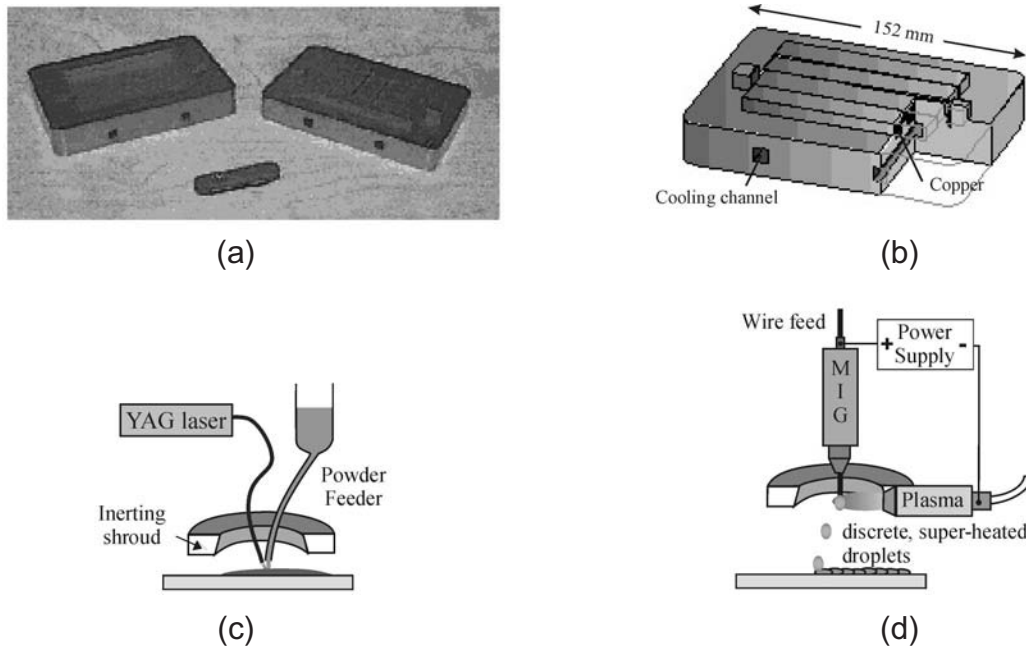 152 mm
Cooling channel
Copper
(a)
(b)
YAG laser
Powder
Feeder
Inerting
shroud
(c)
Wire feed
+ Power -
Supply
MIG
Plasma
discrete, super-heated
droplets
(d)